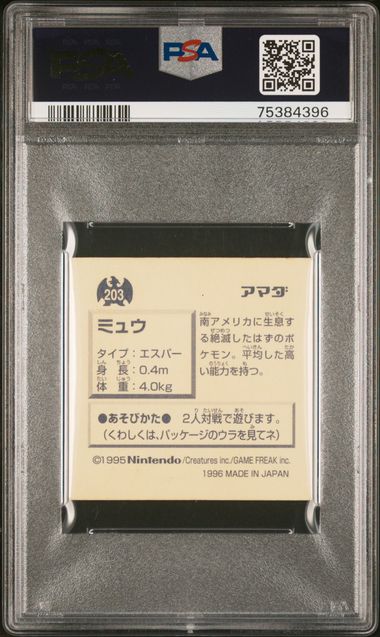 PSA
75384396
203
アマダ
ミュウ
タイプ：エスパー
身長：0.4m
体重：4.0kg
南アメリカに生息す
る絶滅したはずのポ
ケモン。平均した高
い能力を持つ。
●あそびかた● 2人対戦で遊びます。
（くわしくは、パッケージのウラを見てネ）
©1995 Nintendo/Creatures inc./GAME FREAK inc.
1996 MADE IN JAPAN